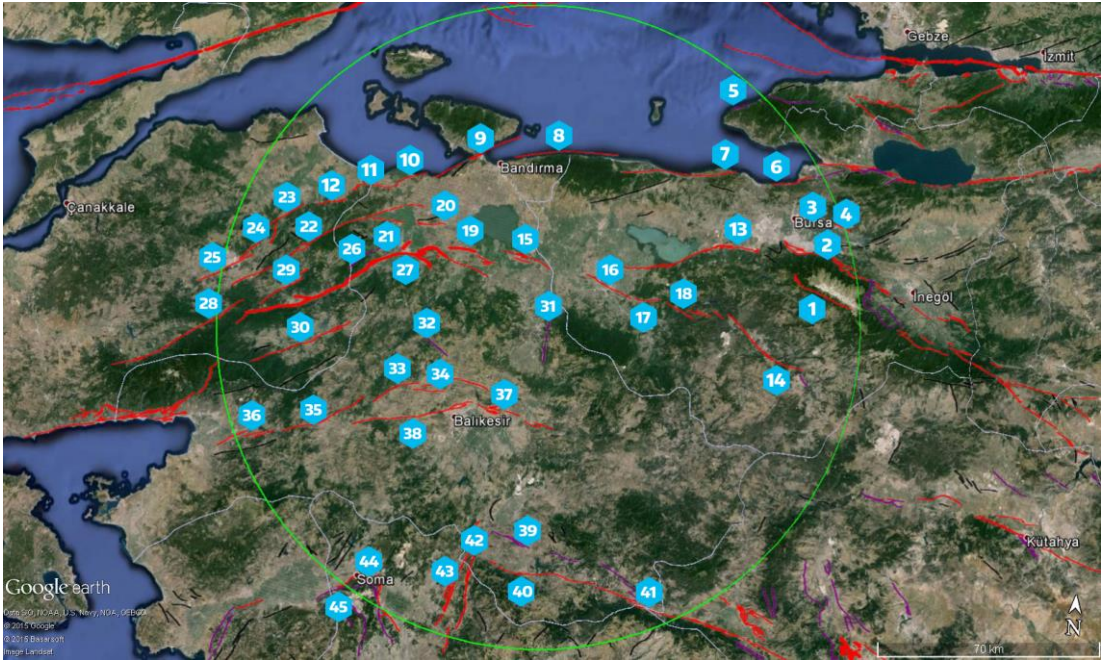 Gebze
İzmit
5
9
8
10
7
Bandırma
11
6
12
23
Çanakkale
20
3
4
Bursa
24
22
19
13
21
15
2
26
25
29
27
16
İnegöl
18
28
31
1
17
30
32
33
34
14
37
35
36
Balıkesir
38
39
42
Kütahya
44
43
Soma
40
41
45
Google earth
Data SIO, NOAA, U.S. Navy, NGA, GEBCO
© 2015 Google
© 2015 Basarsoft
Image Landsat
N
70 km